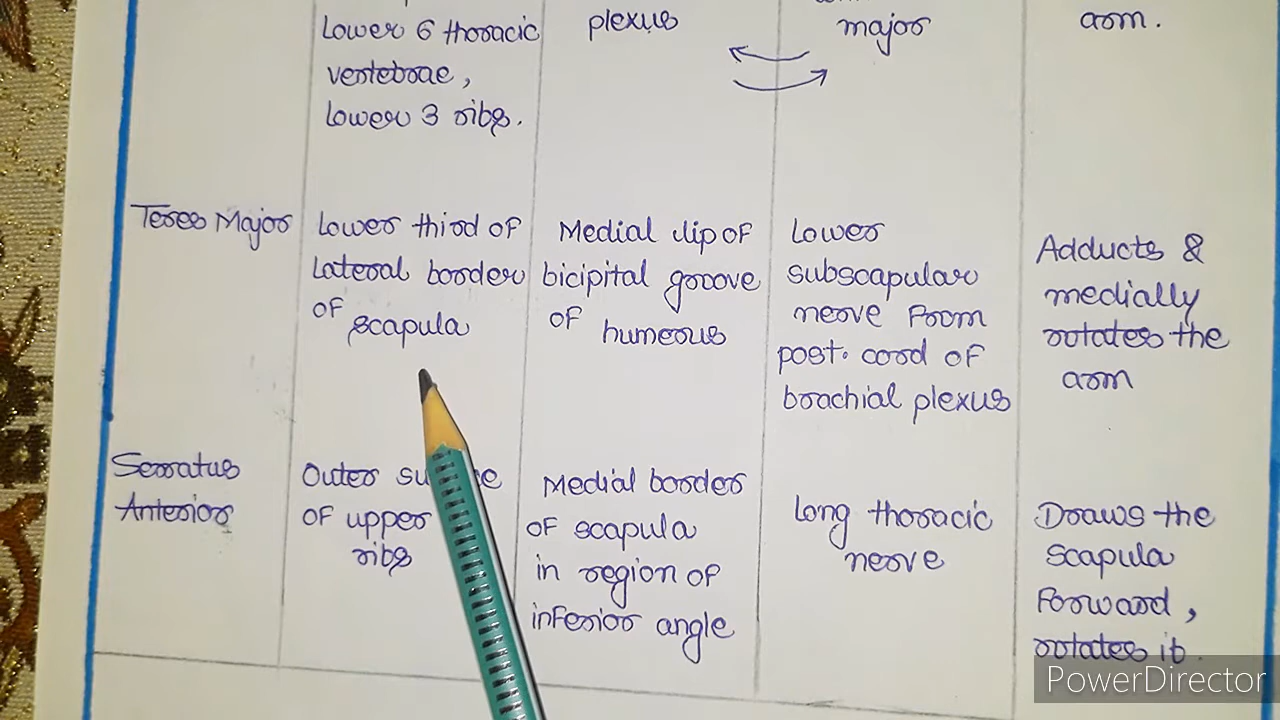 Lower 6 thoracic
vertebrae,
Lower 3 ribs.
plexus
major
arm.
Teres Major
Lower third of
Lateral border
of scapula
Medial lip of
bicipital groove
of humerous
Lower
subscapular
nerve from
post. cord of
brachial plexus
Adducts &
medially
rotates the
arm
Serratus
Anterior
Outer
of upper
ribs
Medial border
of scapula
in region of
inferior angle
Long thoracic
nerve
Draws the
scapula
Forward,
rotates it.
PowerDirector